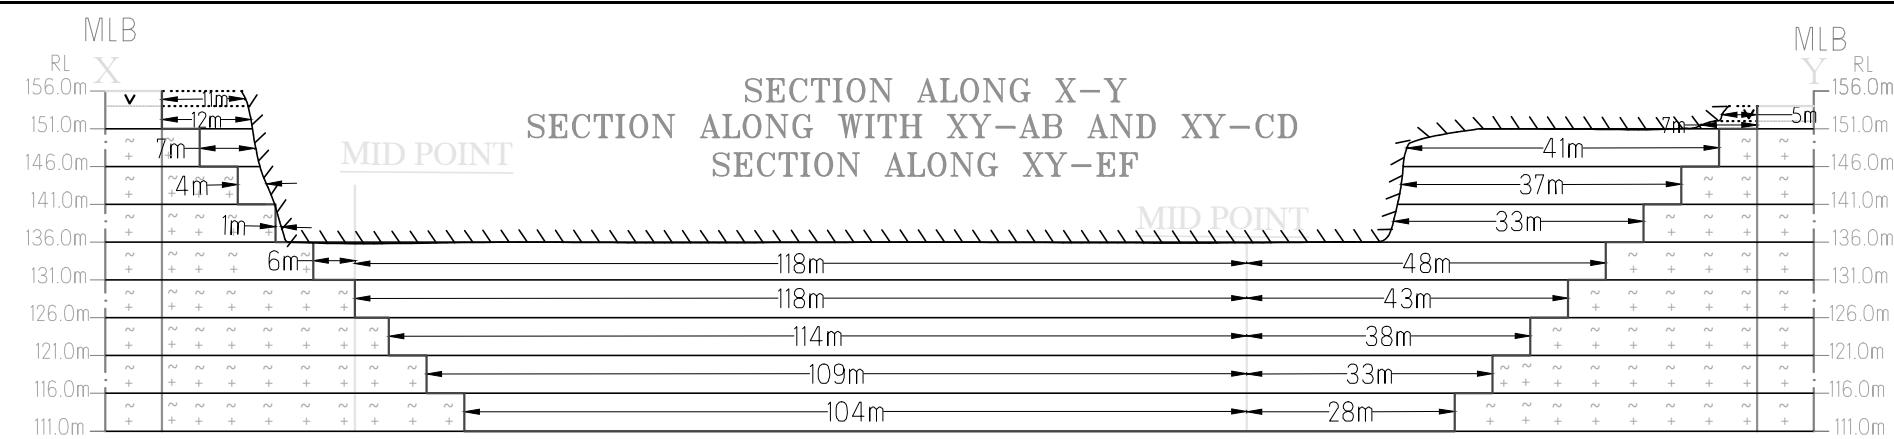 MLB
MLB
RL
X
Y
RL
156.0m
v
11m
SECTION ALONG X-Y
156.0m
12m
5m
151.0m
SECTION ALONG WITH XY-AB AND XY-CD
7m
151.0m
7m
MID POINT
SECTION ALONG XY-EF
41m
146.0m
146.0m
4m
37m
141.0m
141.0m
1m
MID POINT
33m
136.0m
136.0m
6m
118m
48m
131.0m
131.0m
118m
43m
126.0m
126.0m
114m
38m
121.0m
121.0m
109m
33m
116.0m
116.0m
104m
28m
111.0m
111.0m